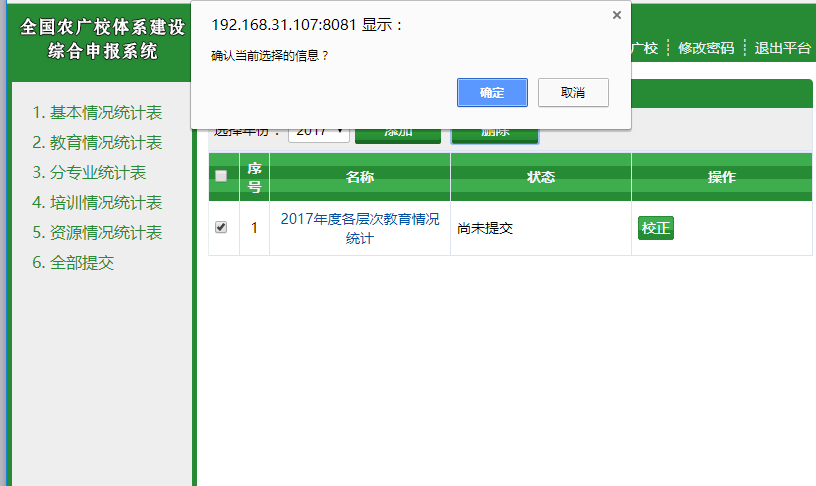 全国农广校体系建设
综合申报系统
192.168.31.107:8081 显示：
确认当前选择的信息？
确定
取消
广校
修改密码
退出平台
1. 基本情况统计表
2. 教育情况统计表
3. 分专业统计表
4. 培训情况统计表
5. 资源情况统计表
6. 全部提交
选择年份：
2017
添加
删除
序号
名称
状态
操作
1
2017年度各层次教育情况
统计
尚未提交
校正